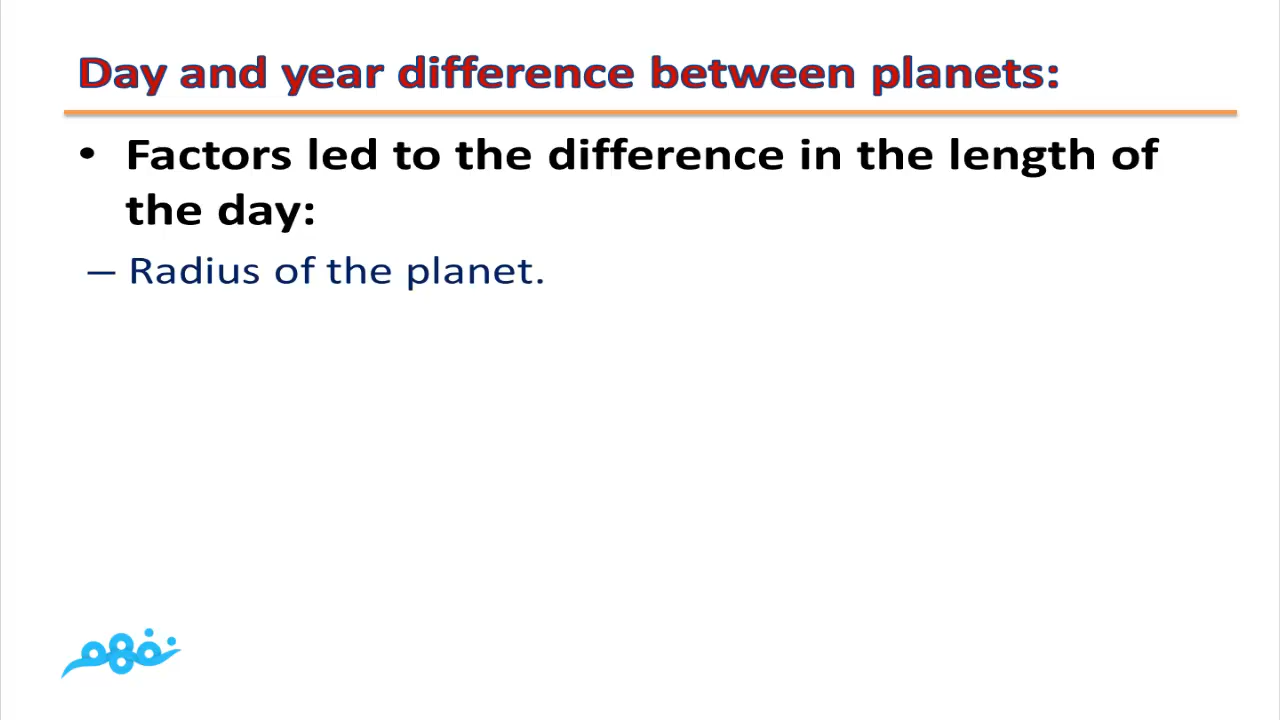 Day and year difference between planets:
• Factors led to the difference in the length of
the day:
– Radius of the planet.
نفهم